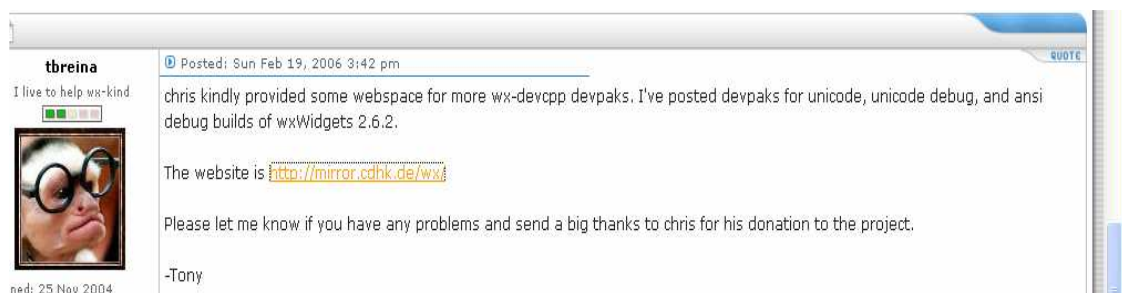 QUOTE
tbreina
I live to help wx-kind
Posted: Sun Feb 19, 2006 3:42 pm
chris kindly provided some webspace for more wx-devcpp devpaks. I've posted devpaks for unicode, unicode debug, and ansi
debug builds of wxWidgets 2.6.2.
The website is http://mirror.cdhk.de/wx/
Please let me know if you have any problems and send a big thanks to chris for his donation to the project.
-Tony
ned: 25 Nov 2004